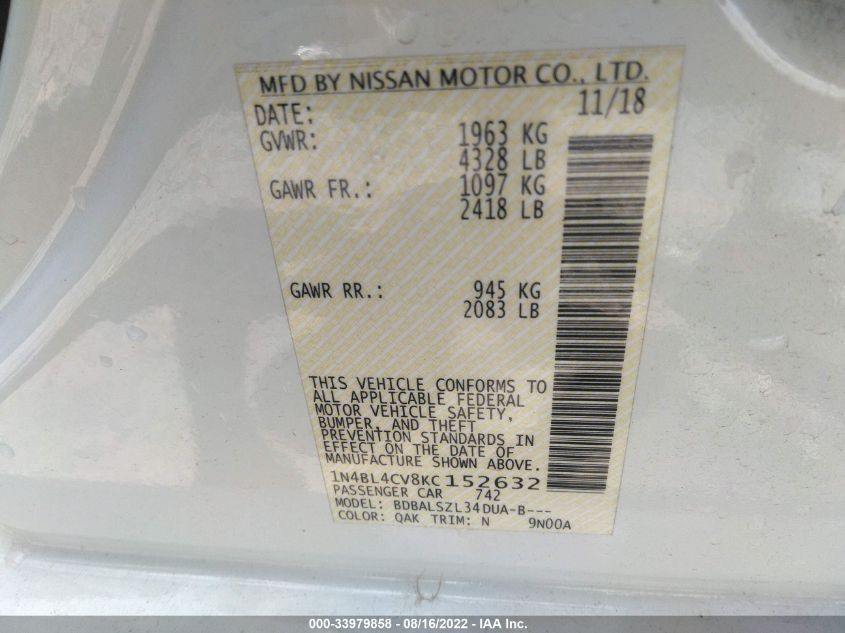 MFD BY NISSAN MOTOR CO., LTD.
DATE: 11/18
GVWR: 1963 KG
4328 LB
GAWR FR.: 1097 KG
2418 LB
GAWR RR.: 945 KG
2083 LB
THIS VEHICLE CONFORMS TO
ALL APPLICABLE FEDERAL
MOTOR VEHICLE SAFETY,
BUMPER, AND THEFT
PREVENTION STANDARDS IN
EFFECT ON THE DATE OF
MANUFACTURE SHOWN ABOVE.
1N4BL4CV8KC152632
PASSENGER CAR 742
MODEL: BDBALSZL34DUA-B---
COLOR: QAK TRIM: N 9N00A
000-33979858 - 08/16/2022 - IAA Inc.